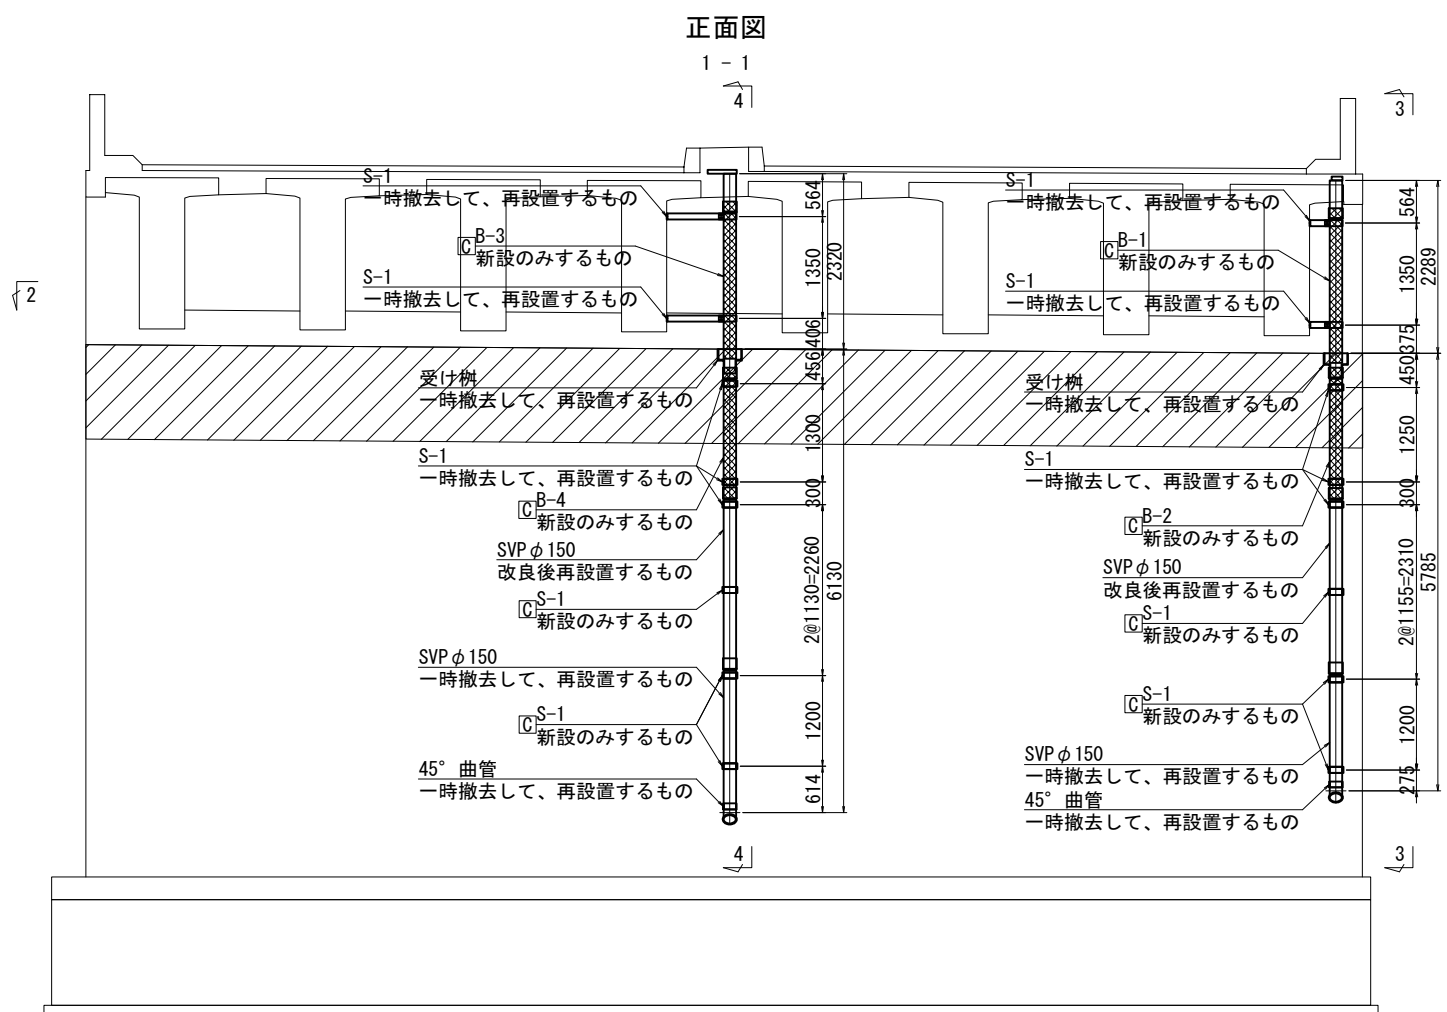 正面図
1 - 1
4
3
2
S-1
一時撤去して、再設置するもの
C B-3
新設のみするもの
S-1
一時撤去して、再設置するもの
受け桝
一時撤去して、再設置するもの
S-1
一時撤去して、再設置するもの
C B-4
新設のみするもの
SVPφ150
改良後再設置するもの
C S-1
新設のみするもの
SVPφ150
一時撤去して、再設置するもの
C S-1
新設のみするもの
45° 曲管
一時撤去して、再設置するもの
564
1350
406
2320
456
1300
300
2@1130=2260
1200
614
6130
S-1
一時撤去して、再設置するもの
C B-1
新設のみするもの
S-1
一時撤去して、再設置するもの
受け桝
一時撤去して、再設置するもの
S-1
一時撤去して、再設置するもの
C B-2
新設のみするもの
SVPφ150
改良後再設置するもの
C S-1
新設のみするもの
C S-1
新設のみするもの
SVPφ150
一時撤去して、再設置するもの
45° 曲管
一時撤去して、再設置するもの
564
1350
375
2289
450
1250
300
2@1155=2310
1200
275
5785
4
3